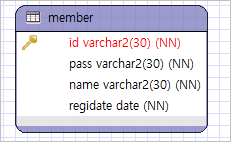 member
id varchar2(30) (NN)
pass varchar2(30) (NN)
name varchar2(30) (NN)
regidate date (NN)